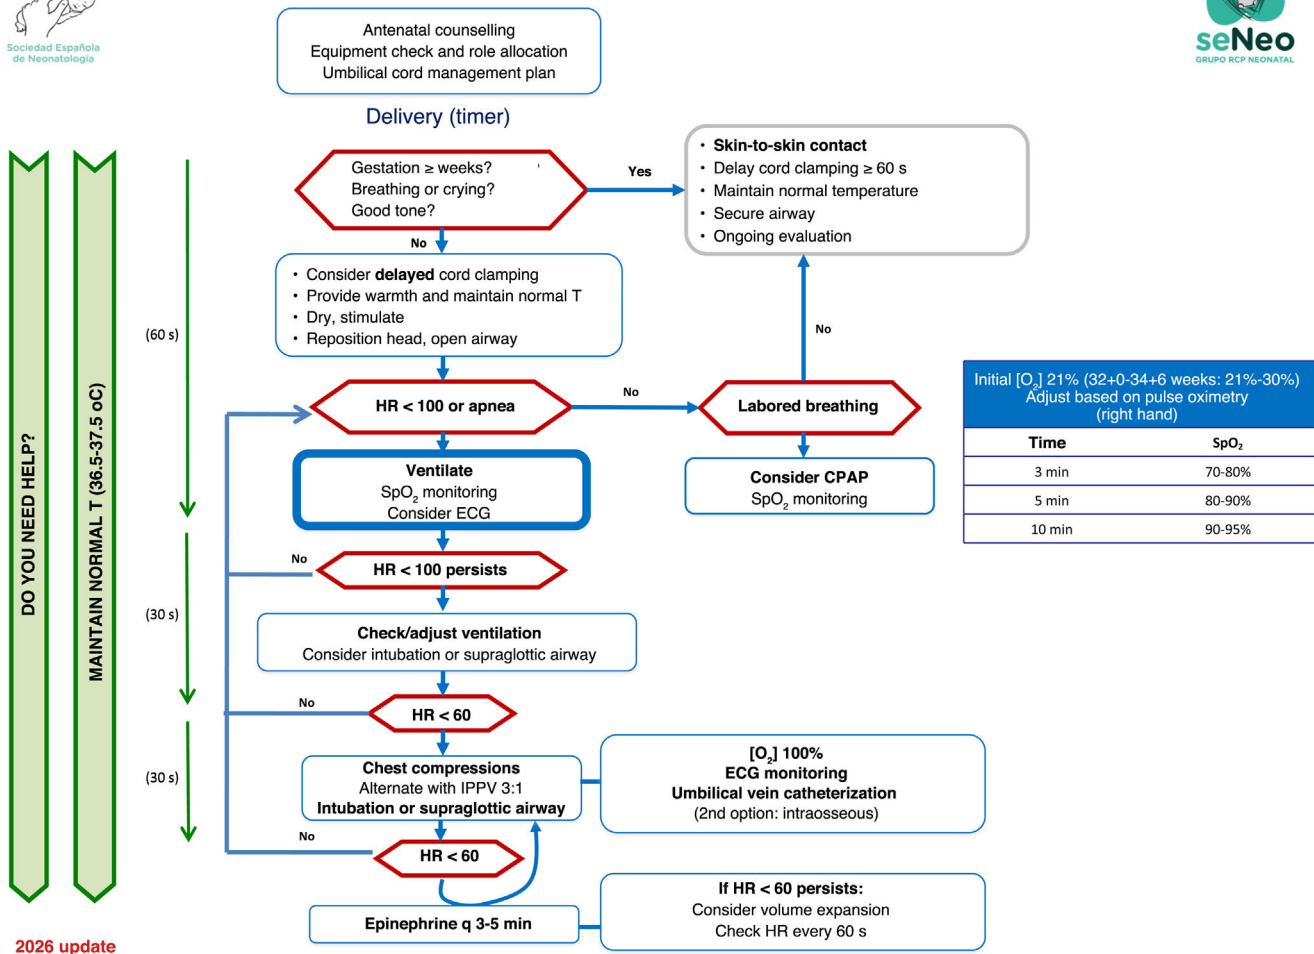 Sociedad Española
de Neonatología
seNeo
GRUPO RCP NEONATAL
Antenatal counselling
Equipment check and role allocation
Umbilical cord management plan
Delivery (timer)
Gestation ≥ weeks?
Breathing or crying?
Good tone?
Yes
• Skin-to-skin contact
• Delay cord clamping ≥ 60 s
• Maintain normal temperature
• Secure airway
• Ongoing evaluation
No
• Consider delayed cord clamping
• Provide warmth and maintain normal T
• Dry, stimulate
• Reposition head, open airway
(60 s)
No
HR < 100 or apnea
No
Labored breathing
Ventilate
SpO₂ monitoring
Consider ECG
Consider CPAP
SpO₂ monitoring
Initial [O₂] 21% (32+0-34+6 weeks: 21%-30%)
Adjust based on pulse oximetry
(right hand)
Time SpO₂
3 min 70-80%
5 min 80-90%
10 min 90-95%
No
HR < 100 persists
(30 s)
Check/adjust ventilation
Consider intubation or supraglottic airway
No
HR < 60
(30 s)
Chest compressions
Alternate with IPPV 3:1
Intubation or supraglottic airway
[O₂] 100%
ECG monitoring
Umbilical vein catheterization
(2nd option: intraosseous)
No
HR < 60
Epinephrine q 3-5 min
If HR < 60 persists:
Consider volume expansion
Check HR every 60 s
DO YOU NEED HELP?
MAINTAIN NORMAL T (36.5-37.5 oC)
2026 update